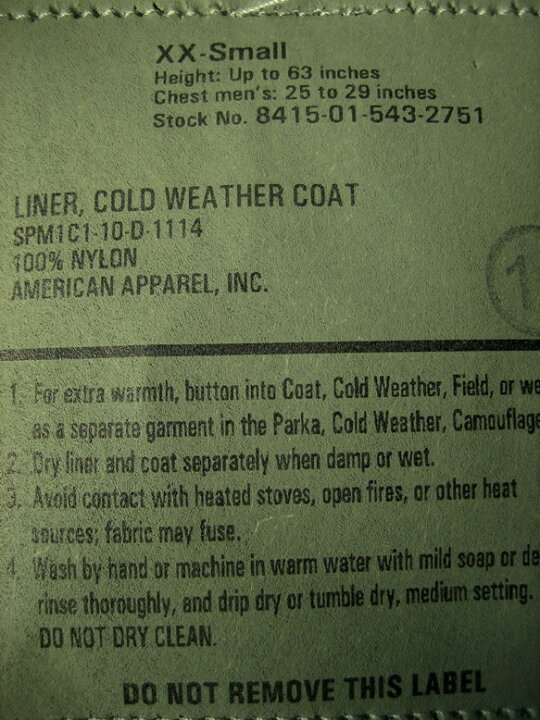 XX-Small
Height: Up to 63 inches
Chest men's: 25 to 29 inches
Stock No. 8415-01-543-2751
LINER, COLD WEATHER COAT
SPM1C1-10-D-1114
100% NYLON
AMERICAN APPAREL, INC.
1
1. For extra warmth, button into Coat, Cold Weather, Field, or we
as a separate garment in the Parka, Cold Weather, Camouflage
2. Dry liner and coat separately when damp or wet.
3. Avoid contact with heated stoves, open fires, or other heat
sources; fabric may fuse.
4. Wash by hand or machine in warm water with mild soap or de
rinse thoroughly, and drip dry or tumble dry, medium setting.
DO NOT DRY CLEAN.
DO NOT REMOVE THIS LABEL